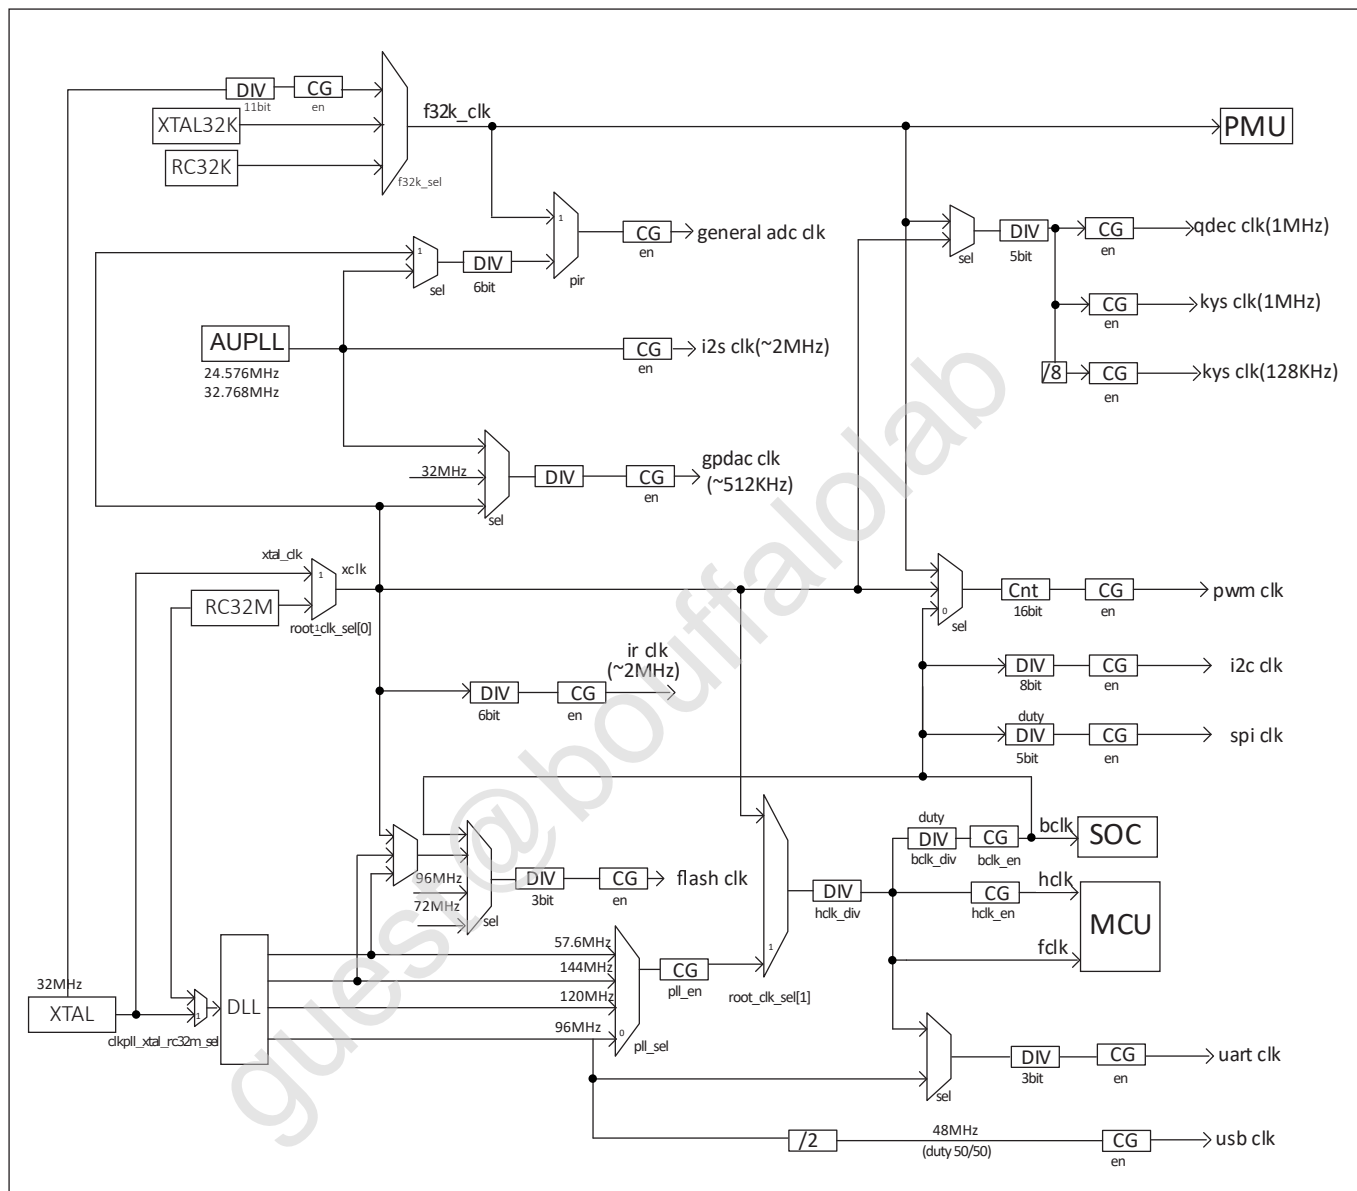 DIV
CG
11bit
en
XTAL32K
RC32K
f32k_clk
f32k_sel
PMU
1
pir
CG
en
general adc clk
1
sel
DIV
6bit
sel
DIV
5bit
CG
en
qdec clk(1MHz)
CG
en
kys clk(1MHz)
/8
CG
en
kys clk(128KHz)
AUPLL
24.576MHz
32.768MHz
CG
en
i2s clk(~2MHz)
32MHz
sel
DIV
CG
en
gpdac clk
(~512KHz)
xtal_clk
1
xclk
RC32M
root_clk_sel[0]
1
0
sel
Cnt
16bit
CG
en
pwm clk
ir clk
(~2MHz)
DIV
6bit
CG
en
DIV
8bit
CG
en
i2c clk
duty
DIV
5bit
CG
en
spi clk
96MHz
72MHz
sel
DIV
3bit
CG
en
flash clk
1
root_clk_sel[1]
DIV
hclk_div
duty
DIV
bclk_div
CG
bclk_en
bclk
SOC
CG
hclk_en
hclk
fclk
MCU
32MHz
XTAL
1
clkpll_xtal_rc32m_sel
DLL
57.6MHz
144MHz
120MHz
96MHz
0
pll_sel
CG
pll_en
sel
DIV
3bit
CG
en
uart clk
/2
48MHz
(duty 50/50)
CG
en
usb clk
guest@bouffalolab